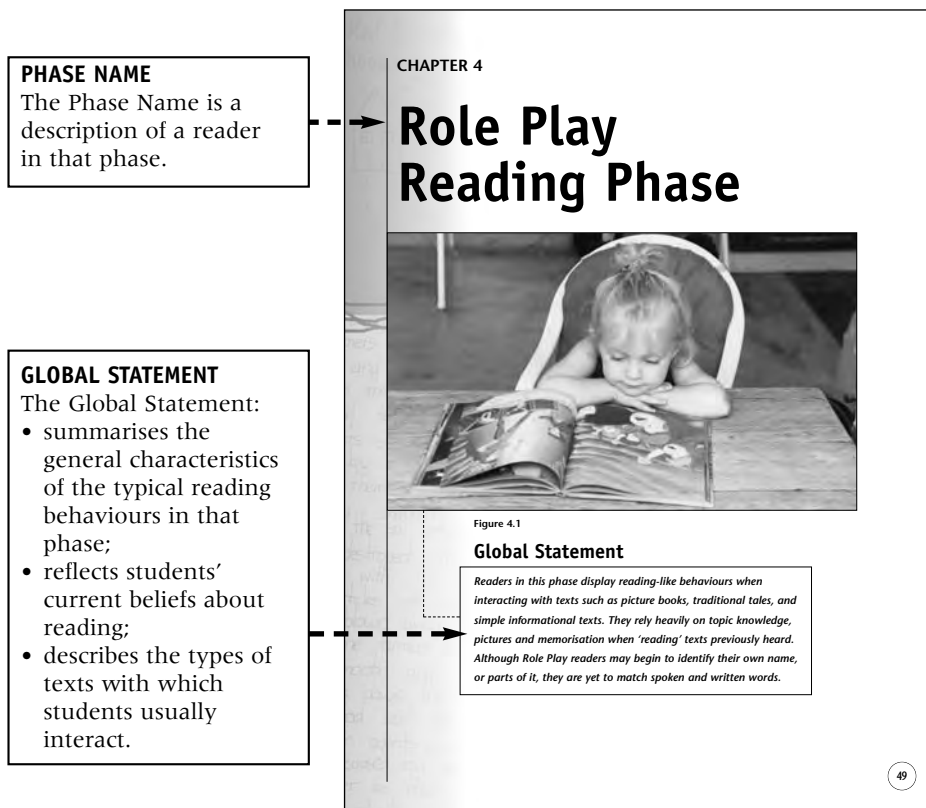 PHASE NAME
The Phase Name is a
description of a reader
in that phase.
GLOBAL STATEMENT
The Global Statement:
• summarises the
general characteristics
of the typical reading
behaviours in that
phase;
• reflects students’
current beliefs about
reading;
• describes the types of
texts with which
students usually
interact.
CHAPTER 4
Role Play
Reading Phase
Figure 4.1
Global Statement
Readers in this phase display reading-like behaviours when
interacting with texts such as picture books, traditional tales, and
simple informational texts. They rely heavily on topic knowledge,
pictures and memorisation when ‘reading’ texts previously heard.
Although Role Play readers may begin to identify their own name,
or parts of it, they are yet to match spoken and written words.
49